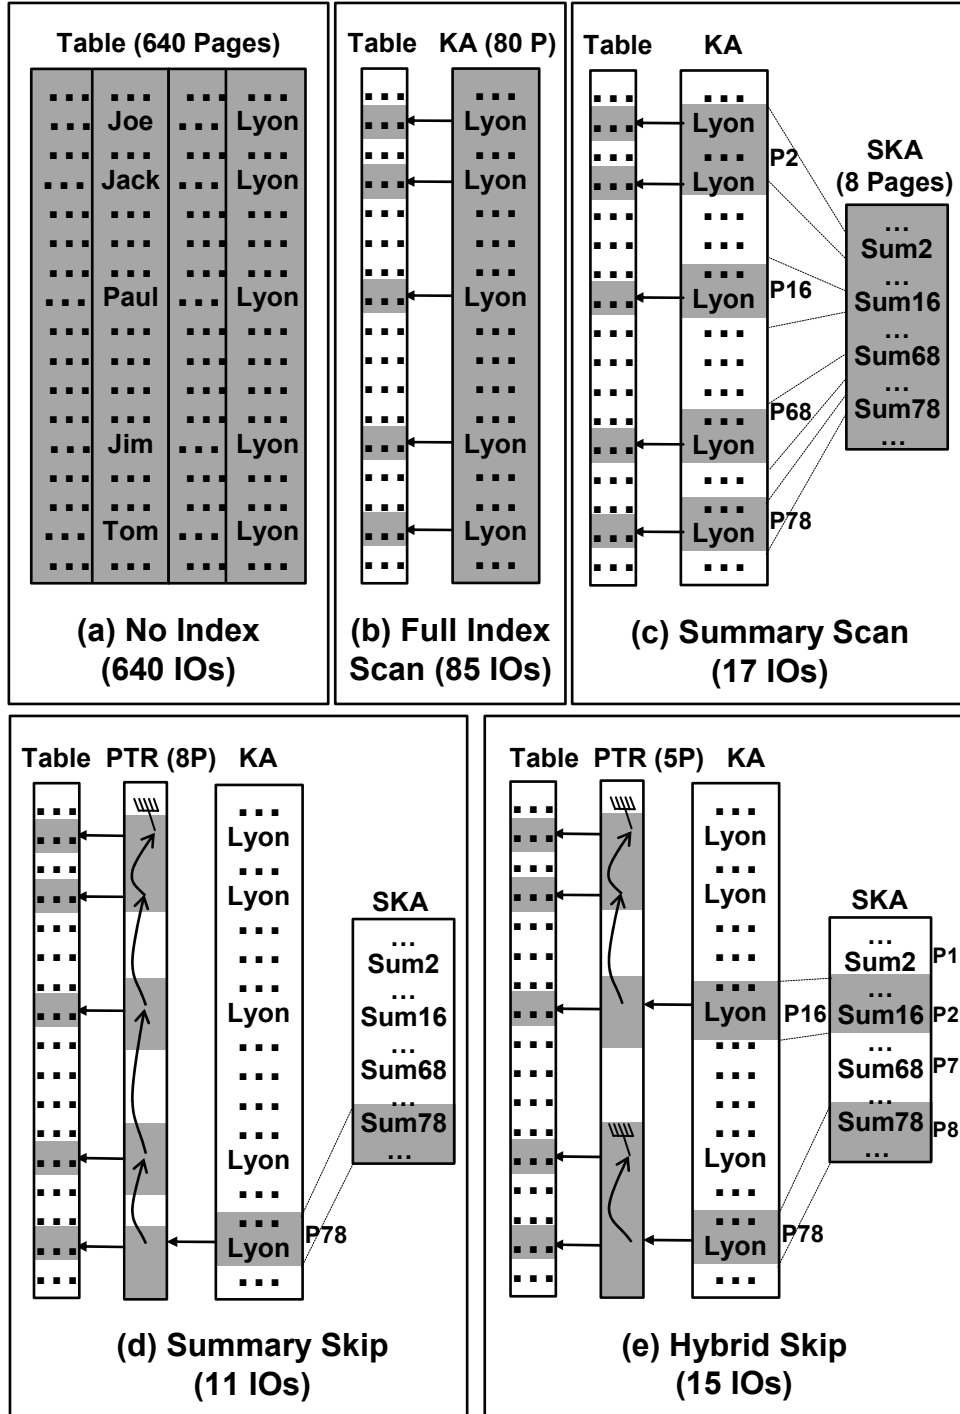 Table (640 Pages)
... ... ... ...
... Joe ... Lyon
... ... ... ...
... Jack ... Lyon
... ... ... ...
... ... ... ...
... ... ... ...
... Paul ... Lyon
... ... ... ...
... ... ... ...
... ... ... ...
... ... ... ...
... Jim ... Lyon
... ... ... ...
... ... ... ...
... Tom ... Lyon
... ... ... ...
(a) No Index
(640 IOs)
Table KA (80 P)
... ...
... Lyon
... ...
... Lyon
... ...
... ...
... ...
... Lyon
... ...
... ...
... ...
... ...
... Lyon
... ...
... ...
... Lyon
... ...
(b) Full Index
Scan (85 IOs)
Table KA
... ...
... Lyon
... ...
... Lyon
... ...
... ...
... ...
... Lyon
... ...
... ...
... ...
... ...
... Lyon
... ...
... ...
... Lyon
... ...
P2
P16
P68
P78
SKA
(8 Pages)
...
Sum2
...
Sum16
...
Sum68
...
Sum78
...
(c) Summary Scan
(17 IOs)
Table PTR (8P) KA
... ...
... Lyon
... ...
... Lyon
... ...
... ...
... ...
... Lyon
... ...
... ...
... ...
... ...
... Lyon
... ...
... ...
... Lyon
... ...
P78
SKA
...
Sum2
...
Sum16
...
Sum68
...
Sum78
...
(d) Summary Skip
(11 IOs)
Table PTR (5P) KA
... ...
... Lyon
... ...
... Lyon
... ...
... ...
... ...
... Lyon
... ...
... ...
... ...
... ...
... Lyon
... ...
... ...
... Lyon
... ...
P16
P78
SKA
...
Sum2 P1
...
Sum16 P2
...
Sum68 P7
...
Sum78 P8
...
(e) Hybrid Skip
(15 IOs)